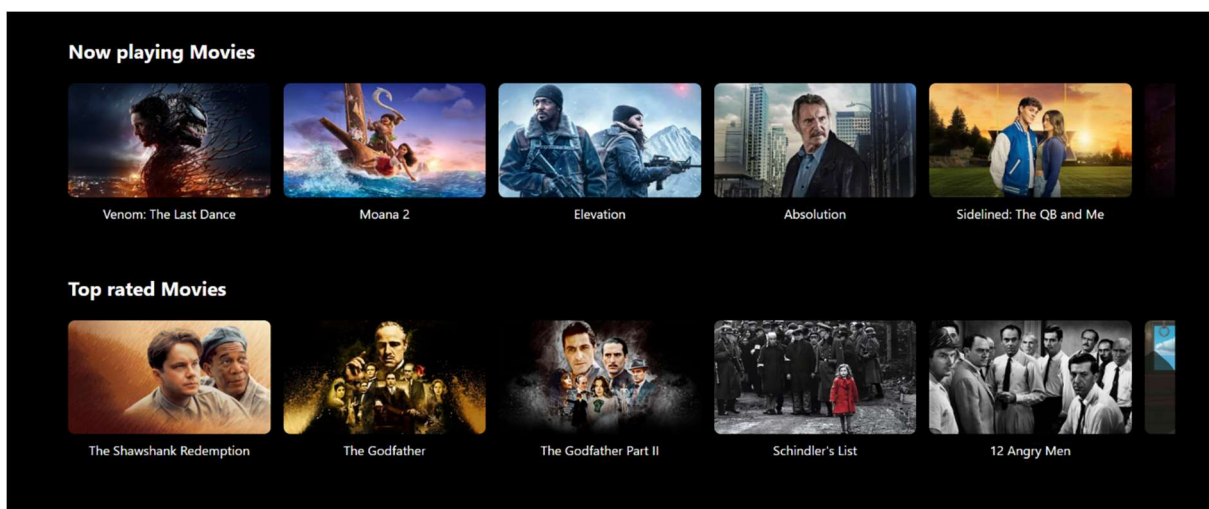 Now playing Movies
Venom: The Last Dance
Moana 2
Elevation
Absolution
Sidelined: The QB and Me
Top rated Movies
The Shawshank Redemption
The Godfather
The Godfather Part II
Schindler's List
12 Angry Men